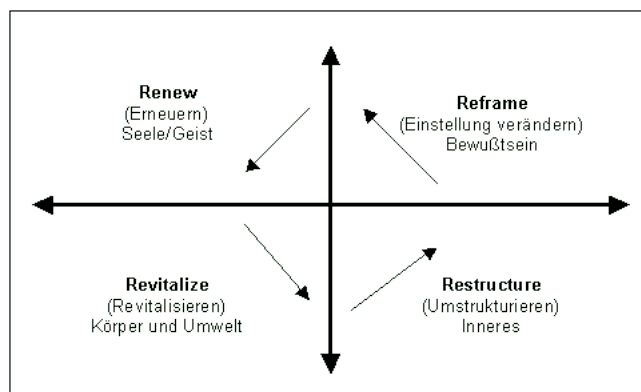 Renew
(Erneuern)
Seele/Geist
Reframe
(Einstellung verändern)
Bewußtsein
Revitalize
(Revitalisieren)
Körper und Umwelt
Restructure
(Umstrukturieren)
Inneres